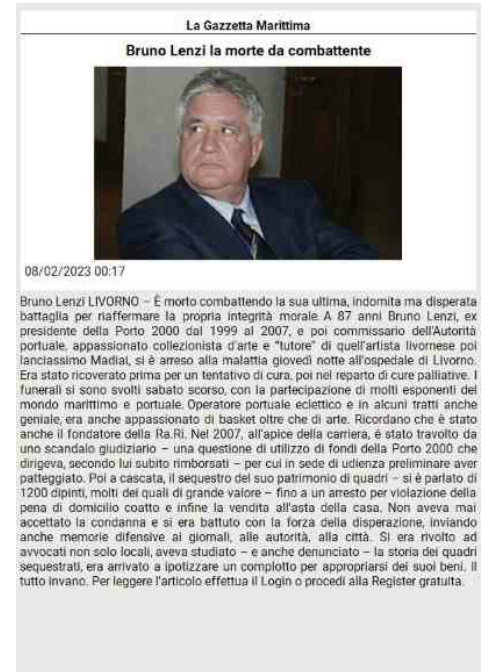 La Gazzetta Marittima
Bruno Lenzi la morte da combattente
08/02/2023 00:17
Bruno Lenzi LIVORNO – È morto combattendo la sua ultima, indomita ma disperata
battaglia per riaffermare la propria integrità morale. A 87 anni Bruno Lenzi, ex
presidente della Porto 2000 dal 1999 al 2007, e poi commissario dell'Autorità
portuale, appassionato collezionista d'arte e "tutore" di quell'artista livornese poi
lanciassimo Madial, si è arreso alla malattia giovedì notte all'ospedale di Livorno.
Era stato ricoverato prima per un tentativo di cura, poi nel reparto di cure palliative. I
funerali si sono svolti sabato scorso, con la partecipazione di molti esponenti del
mondo marittimo e portuale. Operatore portuale eclettico e in alcuni tratti anche
geniale, era anche appassionato di basket oltre che di arte. Ricordano che è stato
anche il fondatore della Ra.Ri. Nel 2007, all'apice della carriera, è stato travolto da
uno scandalo giudiziario – una questione di utilizzo di fondi della Porto 2000 che
dirigeva, secondo lui subito rimborsati – per cui in sede di udienza preliminare aver
patteggiato. Poi a cascata, il sequestro del suo patrimonio di quadri – si è parlato di
1200 dipinti, molti dei quali di grande valore – fino a un arresto per violazione della
pena di domicilio coatto e infine la vendita all'asta della casa. Non aveva mai
accettato la condanna e si era battuto con la forza della disperazione, inviando
anche memorie difensive ai giornali, alle autorità, alla città. Si era rivolto ad
avvocati non solo locali, aveva studiato – e anche denunciato – la storia dei quadri
sequestrati, era arrivato a ipotizzare un complotto per appropriarsi dei suoi beni. Il
tutto invano. Per leggere l'articolo effettua il Login o procedi alla Register gratuita.